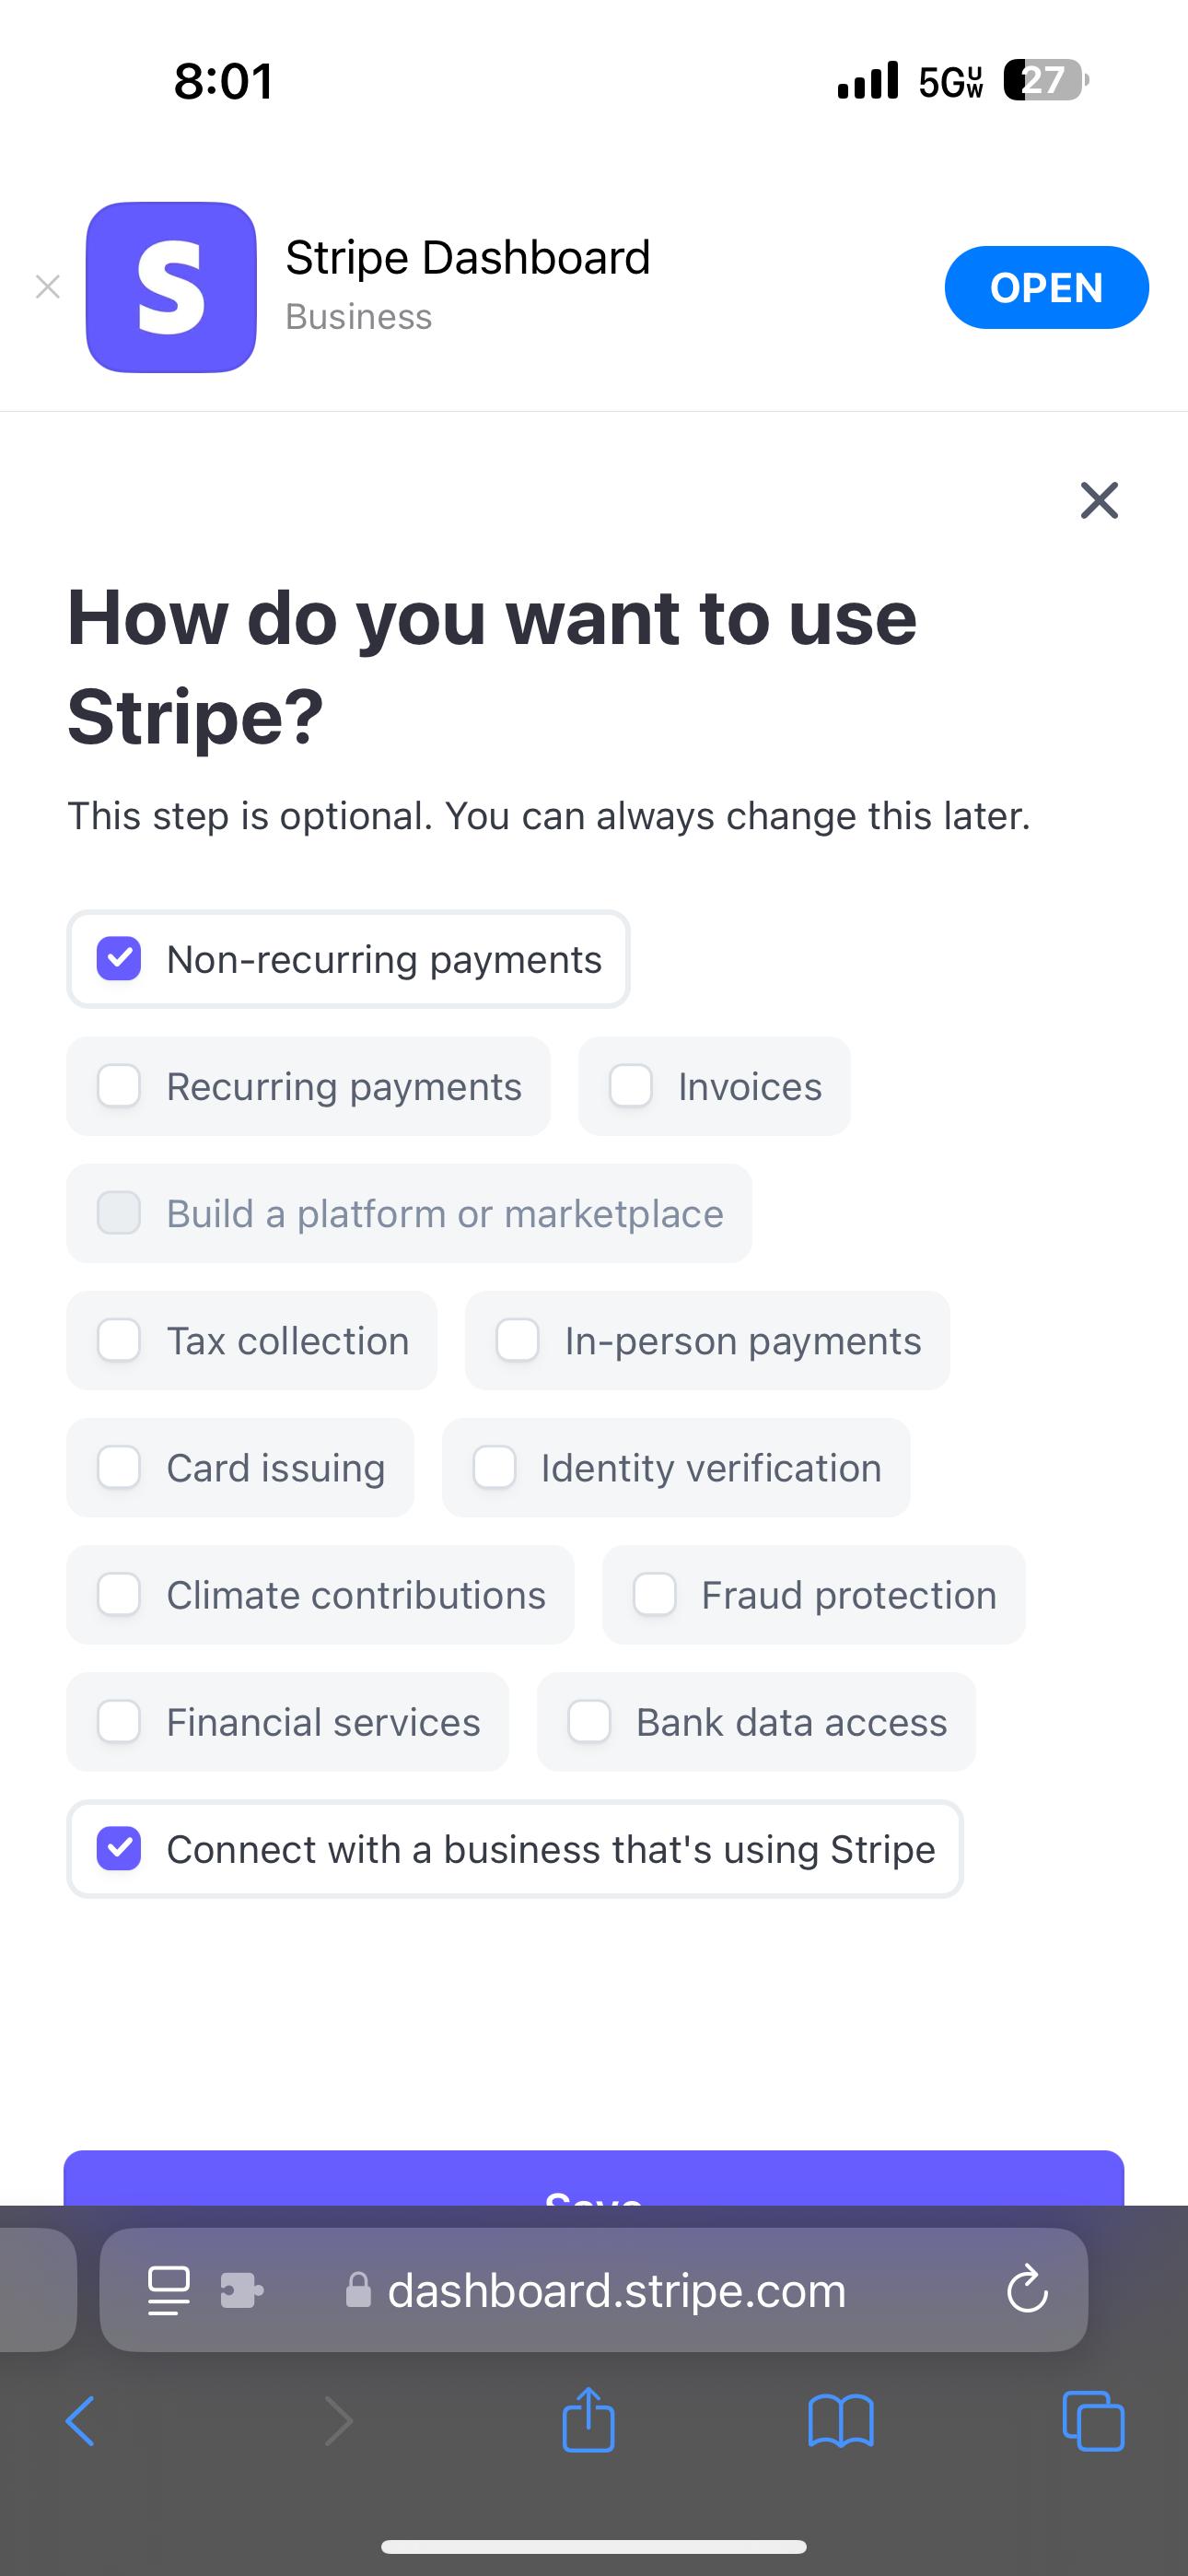 8:01 5G UW 27
S
Stripe Dashboard
Business
OPEN
How do you want to use
Stripe?
This step is optional. You can always change this later.
Non-recurring payments
Recurring payments Invoices
Build a platform or marketplace
Tax collection In-person payments
Card issuing Identity verification
Climate contributions Fraud protection
Financial services Bank data access
Connect with a business that's using Stripe
Save
dashboard.stripe.com